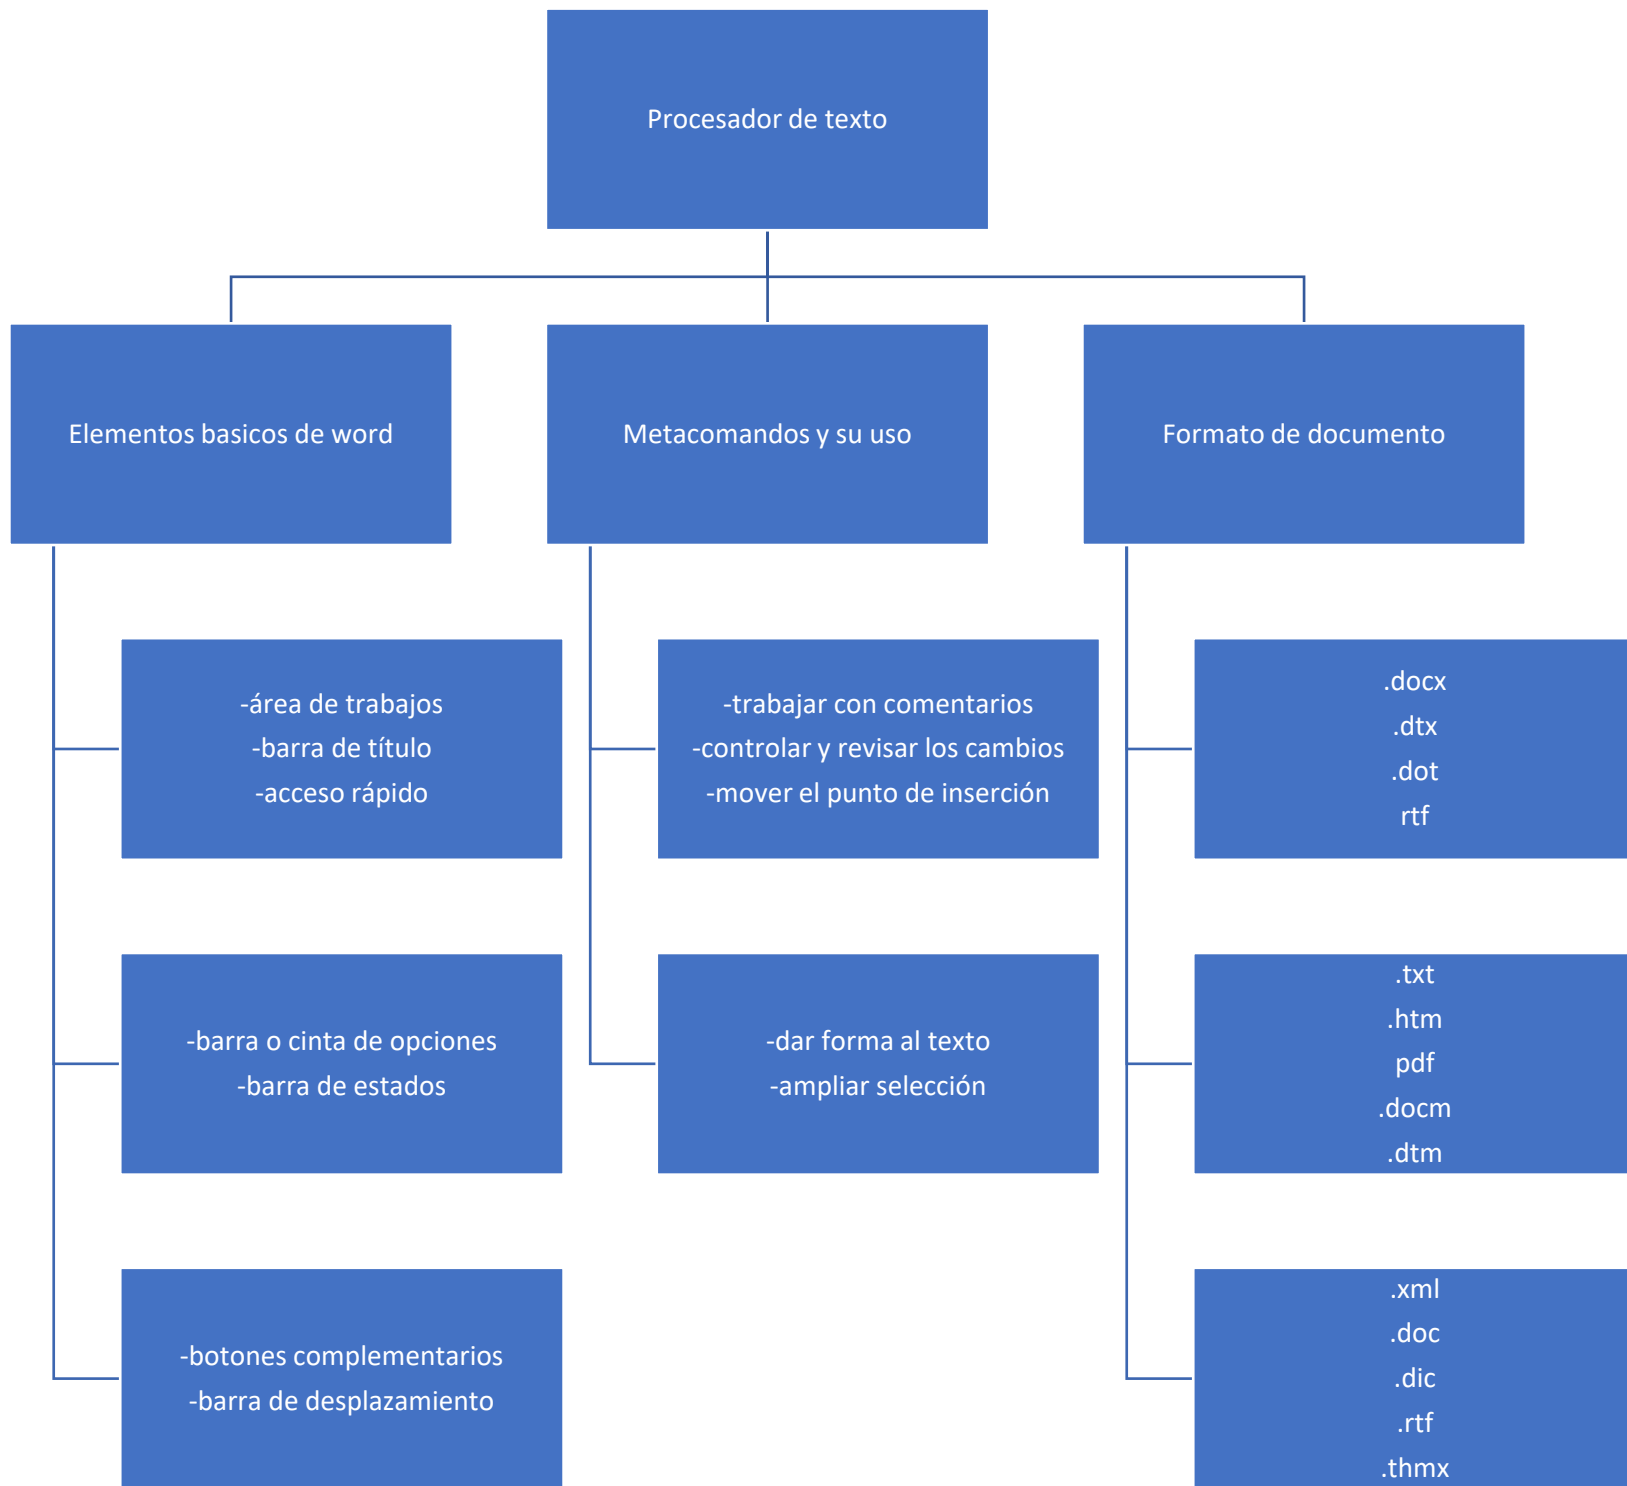 Procesador de texto
Elementos basicos de word
Metacomandos y su uso
Formato de documento
-área de trabajos
-barra de título
-acceso rápido
-trabajar con comentarios
-controlar y revisar los cambios
-mover el punto de inserción
.docx
.dtx
.dot
rtf
-barra o cinta de opciones
-barra de estados
-dar forma al texto
-ampliar selección
.txt
.htm
pdf
.docm
.dtm
-botones complementarios
-barra de desplazamiento
.xml
.doc
.dic
.rtf
.thmx